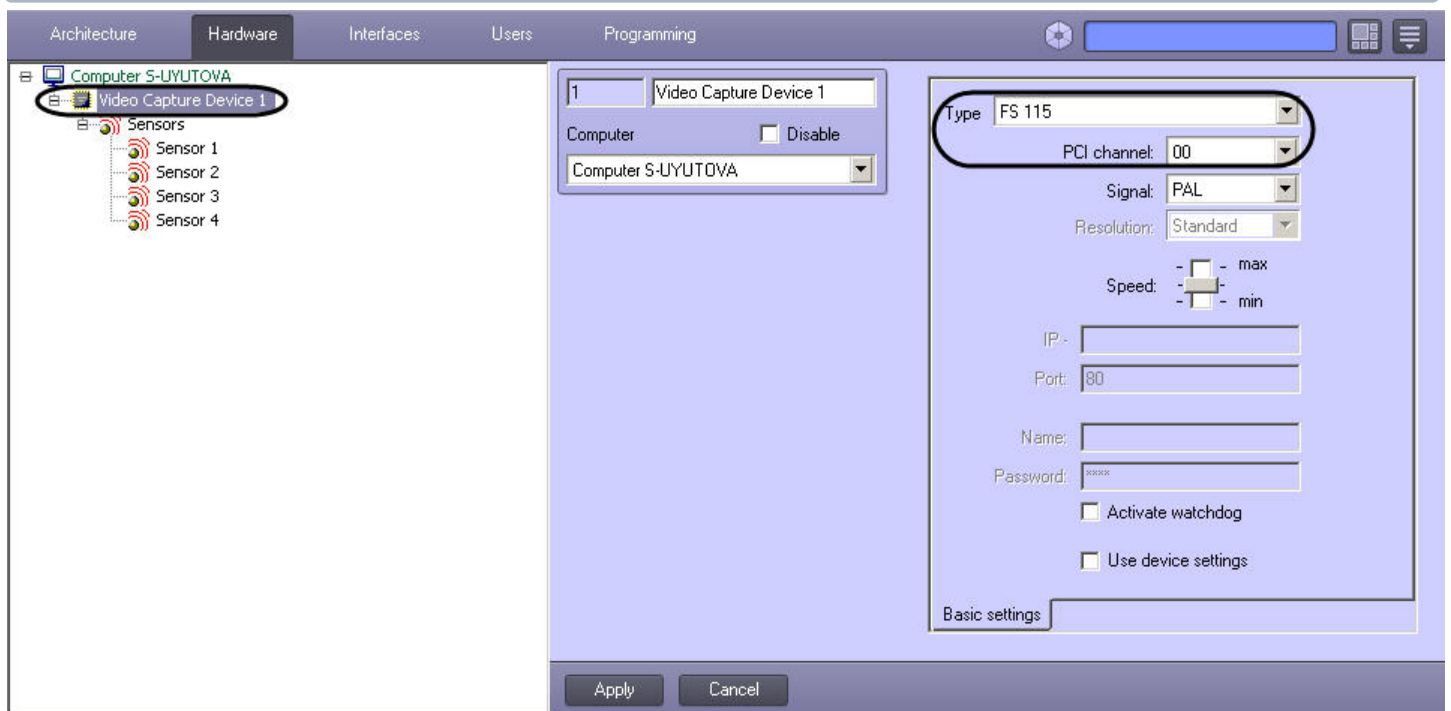 Architecture Hardware Interfaces Users Programming
Computer S-UYUTOVA
Video Capture Device 1
Sensors
Sensor 1
Sensor 2
Sensor 3
Sensor 4
1 Video Capture Device 1
Computer Disable
Computer S-UYUTOVA
Type FS 115
PCI channel: 00
Signal: PAL
Resolution: Standard
max
Speed:
min
IP -
Port: 80
Name:
Password: ****
Activate watchdog
Use device settings
Basic settings
Apply Cancel